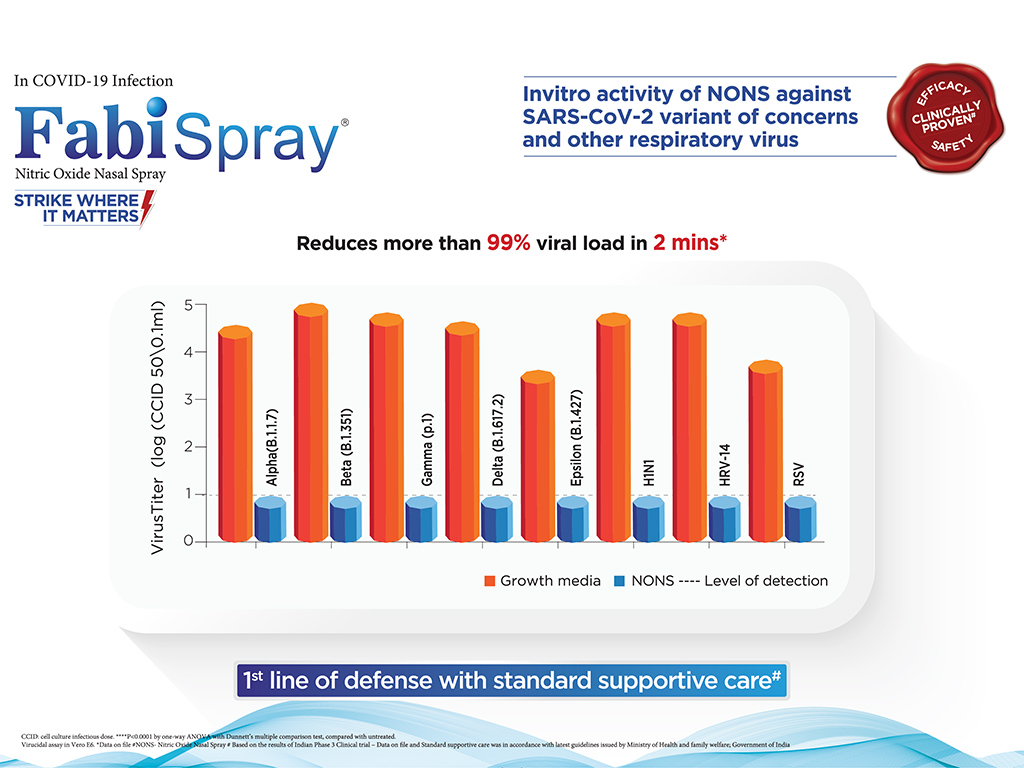 In COVID-19 Infection
FabiSpray®
Nitric Oxide Nasal Spray
STRIKE WHERE
IT MATTERS
Invitro activity of NONS against
SARS-CoV-2 variant of concerns
and other respiratory virus
EFFICACY
CLINICALLY
PROVEN#
SAFETY
Reduces more than 99% viral load in 2 mins*
VirusTiter (log (CCID 50\0.1ml)
5
4
3
2
1
0
Alpha(B.1.1.7)
Beta (B.1.351)
Gamma (p.1)
Delta (B.1.617.2)
Epsilon (B.1.427)
H1N1
HRV-14
RSV
Growth media NONS ---- Level of detection
1st line of defense with standard supportive care#
CCID: cell culture infectious dose. ****P<0.0001 by one-way ANOVA with Dunnett's multiple comparison test, compared with untreated.
Virucidal assay in Vero E6. *Data on file #NONS- Nitric Oxide Nasal Spray # Based on the results of Indian Phase 3 Clinical trial – Data on file and Standard supportive care was in accordance with latest guidelines issued by Ministry of Health and family welfare; Government of India